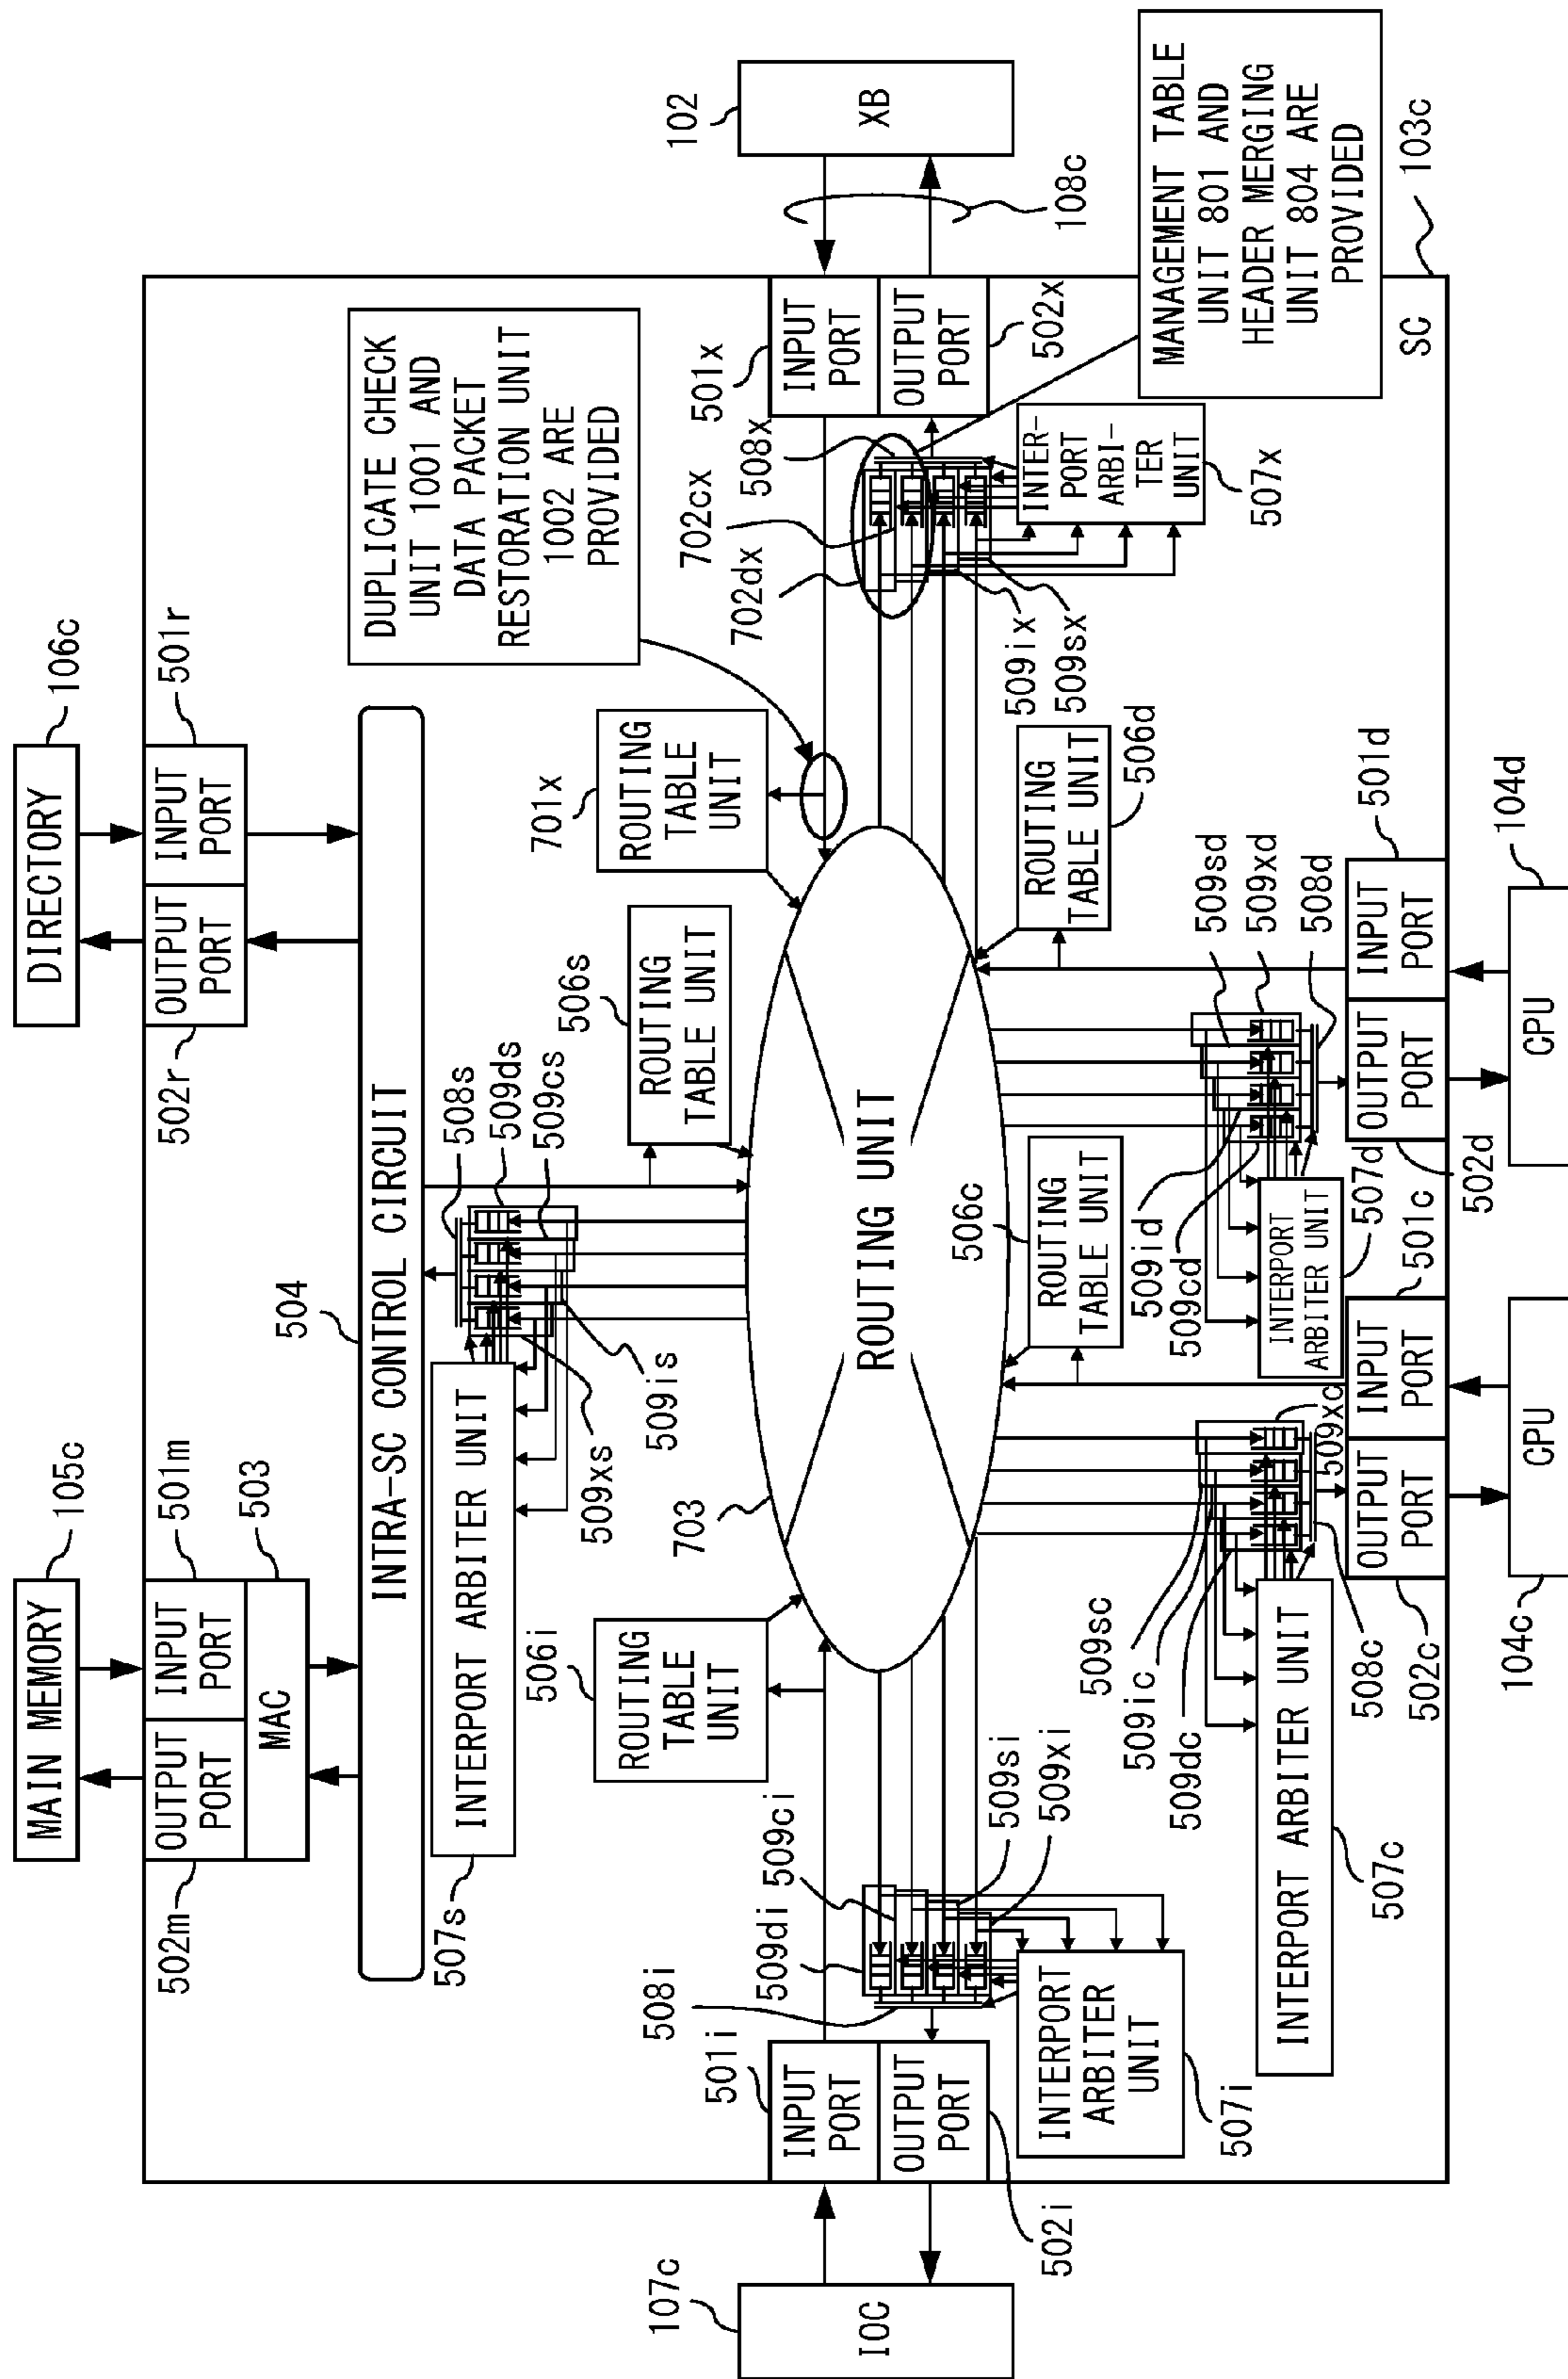 107c
IOC
MAIN MEMORY
105c
502m
OUTPUT
PORT
INPUT
PORT
501m
MAC
503
DIRECTORY
106c
502r
OUTPUT
PORT
INPUT
PORT
501r
504
INTRA-SC CONTROL CIRCUIT
507s
INTERPORT ARBITER UNIT
508s
509ds
509cs
509is
509xs
506s
ROUTING
TABLE UNIT
DUPLICATE CHECK
UNIT 1001 AND
DATA PACKET
RESTORATION UNIT
1002 ARE
PROVIDED
506i
ROUTING
TABLE
UNIT
701x
ROUTING
TABLE
UNIT
703
ROUTING UNIT
501i
INPUT
PORT
OUTPUT
PORT
502i
508i
509di
509ci
509si
509xi
INTERPORT
ARBITER
UNIT
507i
702dx
702cx
508x
509ix
509sx
501x
INPUT
PORT
OUTPUT
PORT
502x
INTER-
PORT
ARBI-
TER
UNIT
507x
102
XB
108c
MANAGEMENT TABLE
UNIT 801 AND
HEADER MERGING
UNIT 804 ARE
PROVIDED
103c
SC
506c
ROUTING
TABLE UNIT
506d
ROUTING
TABLE UNIT
509sc
509ic
509dc
509xc
508c
INTERPORT ARBITER UNIT
507c
OUTPUT
PORT
INPUT
PORT
502c
501c
104c
CPU
509id
509cd
509sd
509xd
508d
INTERPORT
ARBITER UNIT
507d
OUTPUT
PORT
INPUT
PORT
502d
501d
CPU
104d